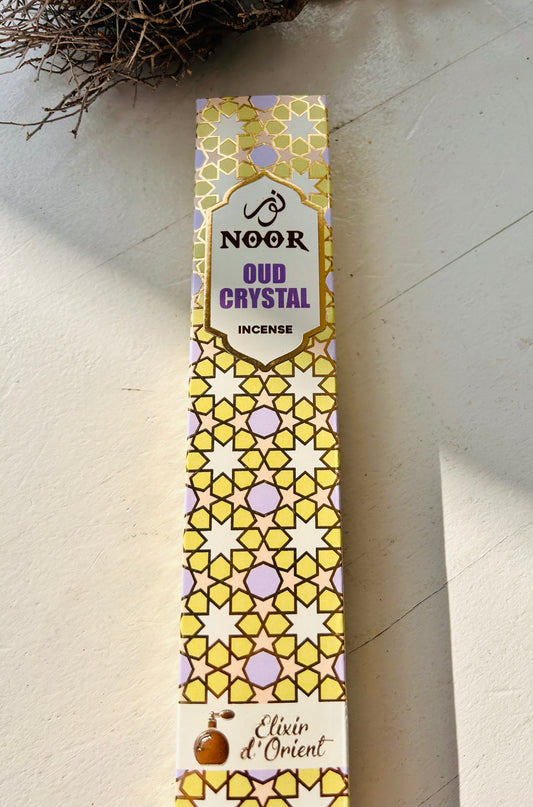 نور
NOOR
OUD
CRYSTAL
INCENSE
Elixir
d'Orient